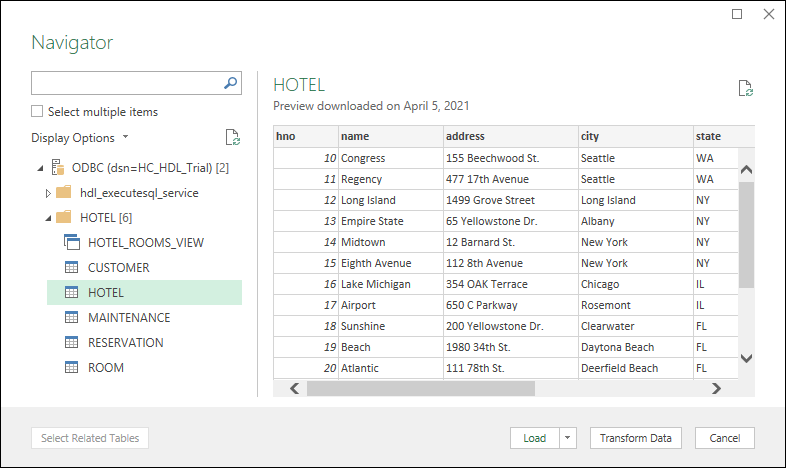 Navigator
Select multiple items
Display Options
ODBC (dsn=HC_HDL_Trial) [2]
hdl_executesql_service
HOTEL [6]
HOTEL_ROOMS_VIEW
CUSTOMER
HOTEL
MAINTENANCE
RESERVATION
ROOM
HOTEL
Preview downloaded on April 5, 2021
hno name address city state
10 Congress 155 Beechwood St. Seattle WA
11 Regency 477 17th Avenue Seattle WA
12 Long Island 1499 Grove Street Long Island NY
13 Empire State 65 Yellowstone Dr. Albany NY
14 Midtown 12 Barnard St. New York NY
15 Eighth Avenue 112 8th Avenue New York NY
16 Lake Michigan 354 OAK Terrace Chicago IL
17 Airport 650 C Parkway Rosemont IL
18 Sunshine 200 Yellowstone Dr. Clearwater FL
19 Beach 1980 34th St. Daytona Beach FL
20 Atlantic 111 78th St. Deerfield Beach FL
Select Related Tables Load Transform Data Cancel